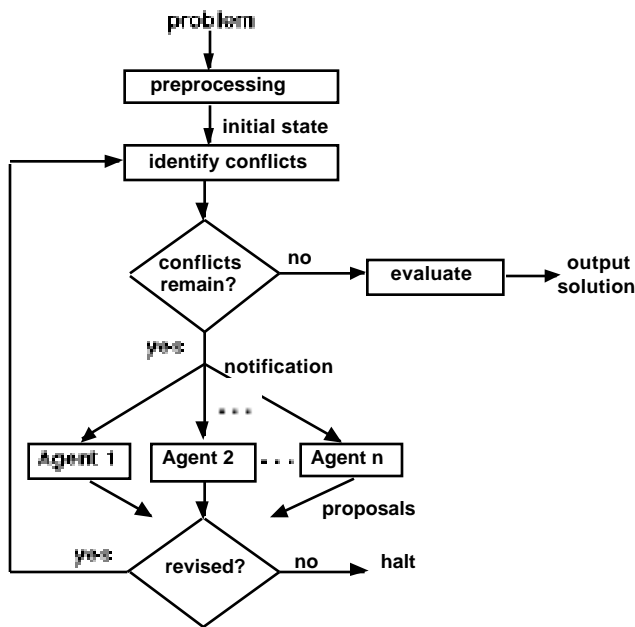 problem
preprocessing
initial state
identify conflicts
conflicts
remain?
no
evaluate
output
solution
yes
notification
. . .
Agent 1
Agent 2
. . .
Agent n
proposals
yes
revised?
no
halt